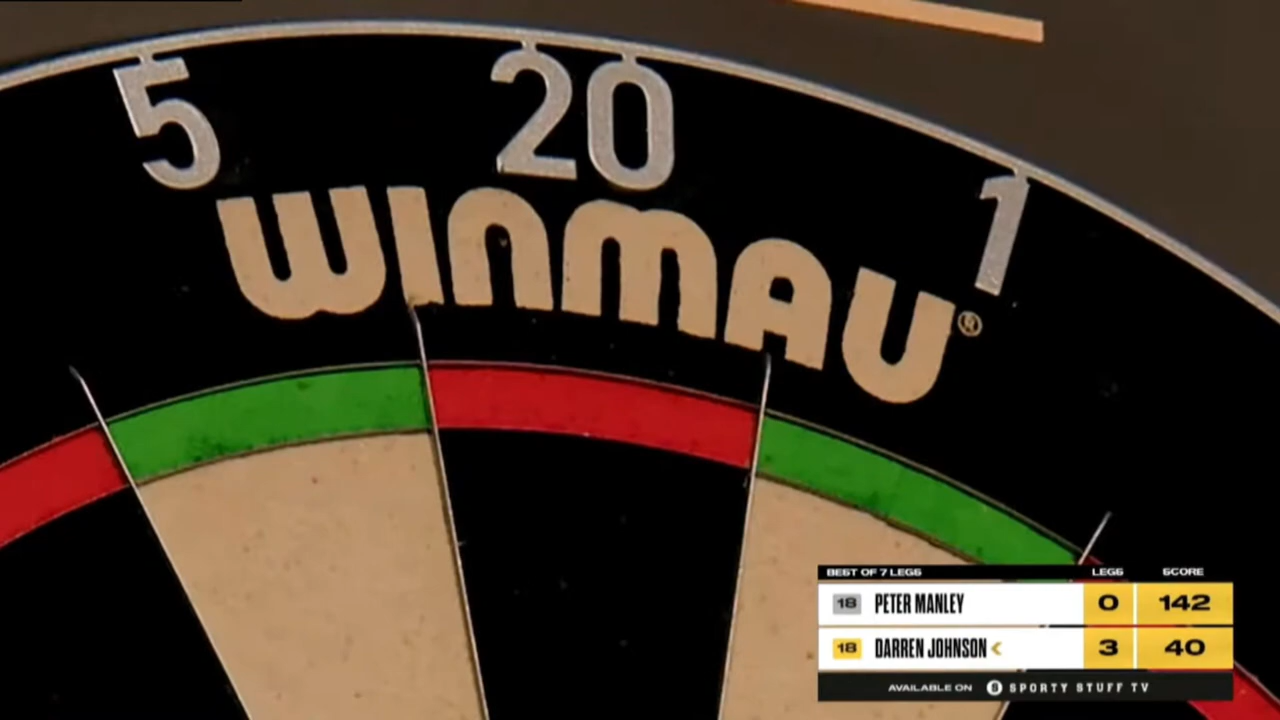 5 20 1
WINMAU®
BEST OF 7 LEGS LEGS SCORE
18 PETER MANLEY 0 142
18 DARREN JOHNSON 3 40
AVAILABLE ON S SPORTY STUFF TV